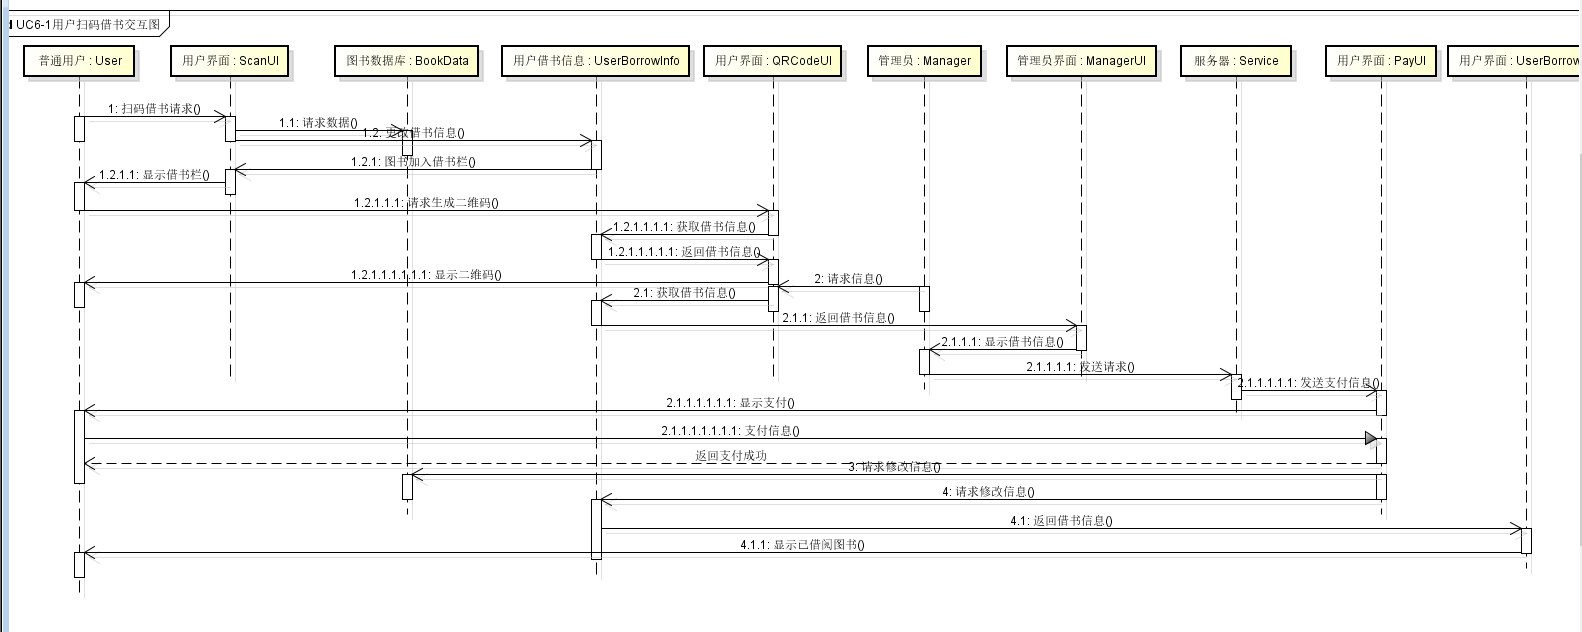 UC6-1用户扫码借书交互图
普通用户 : User
用户界面 : ScanUI
图书数据库 : BookData
用户借书信息 : UserBorrowInfo
用户界面 : QRCodeUI
管理员 : Manager
管理员界面 : ManagerUI
服务器 : Service
用户界面 : PayUI
用户界面 : UserBorrow
1: 扫码借书请求()
1.1: 请求数据()
1.2: 更改借书信息()
1.2.1: 图书加入借书栏()
1.2.1.1: 显示借书栏()
1.2.1.1.1: 请求生成二维码()
1.2.1.1.1.1: 获取借书信息()
1.2.1.1.1.1.1: 返回借书信息()
1.2.1.1.1.1.1.1: 显示二维码()
2: 请求信息()
2.1: 获取借书信息()
2.1.1: 返回借书信息()
2.1.1.1: 显示借书信息()
2.1.1.1.1: 发送请求()
2.1.1.1.1.1: 发送支付信息()
2.1.1.1.1.1.1: 显示支付()
2.1.1.1.1.1.1.1: 支付信息()
返回支付成功
3: 请求修改信息()
4: 请求修改信息()
4.1: 返回借书信息()
4.1.1: 显示已借阅图书()